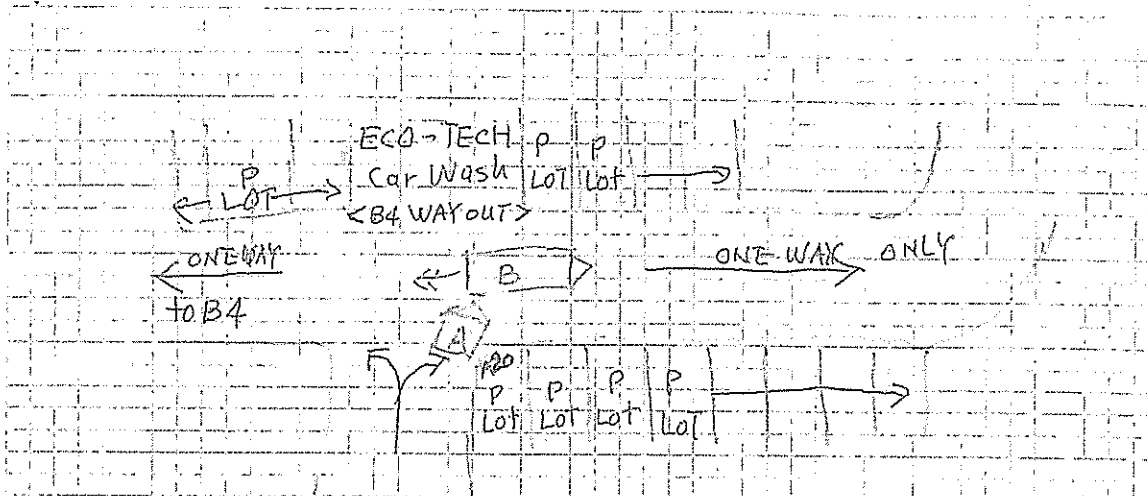 ECO-TECH
Car Wash
<B4 WAY OUT>
P
LOT
P
LOT
P
Lot
ONE WAY
to B4
B
ONE WAY ONLY
A
P
Lot
P
LOT
P
LOT
P
LOT